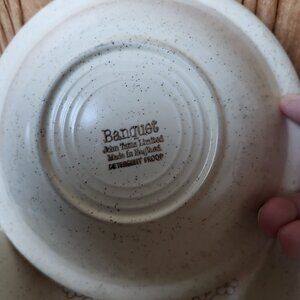 Banquet
John Tams Limited
Made in England
DETERGENT PROOF